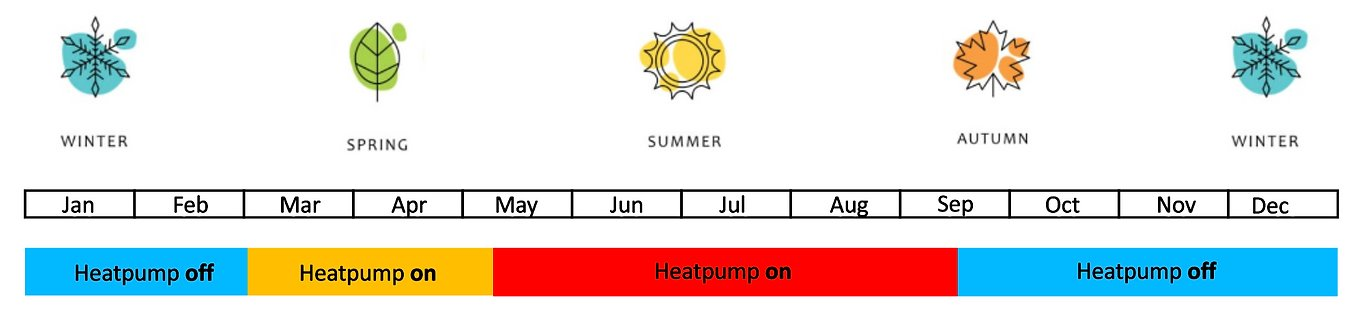 WINTER SPRING SUMMER AUTUMN WINTER
Jan Feb Mar Apr May Jun Jul Aug Sep Oct Nov Dec
Heatpump off Heatpump on Heatpump on Heatpump off